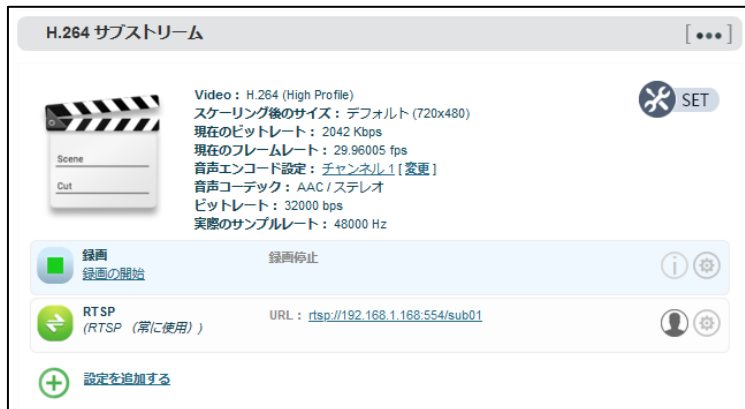 H.264 サブストリーム [•••]
Video： H.264 (High Profile)
スケーリング後のサイズ： デフォルト (720x480)
現在のビットレート： 2042 Kbps
現在のフレームレート： 29.96005 fps
音声エンコード設定： チャンネル 1 [ 変更 ]
音声コーデック： AAC / ステレオ
ビットレート： 32000 bps
実際のサンプルレート： 48000 Hz
SET
Scene
Cut
録画 録画停止
録画の開始
RTSP URL： rtsp://192.168.1.168:554/sub01
(RTSP （常に使用）)
設定を追加する